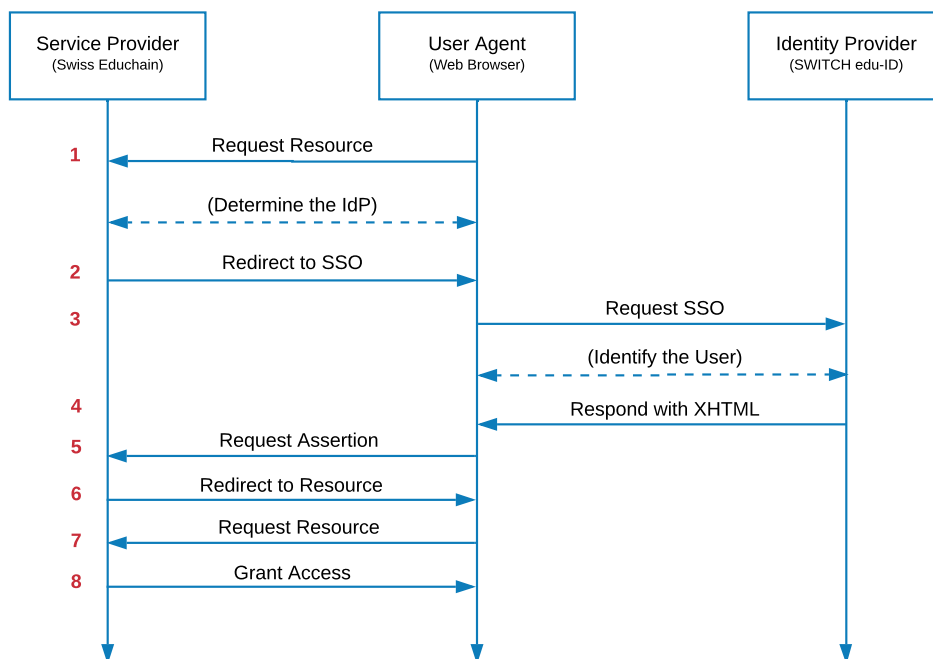 Service Provider
(Swiss Educhain)
User Agent
(Web Browser)
Identity Provider
(SWITCH edu-ID)
1
Request Resource
(Determine the IdP)
2
Redirect to SSO
3
Request SSO
(Identify the User)
4
Respond with XHTML
5
Request Assertion
6
Redirect to Resource
7
Request Resource
8
Grant Access